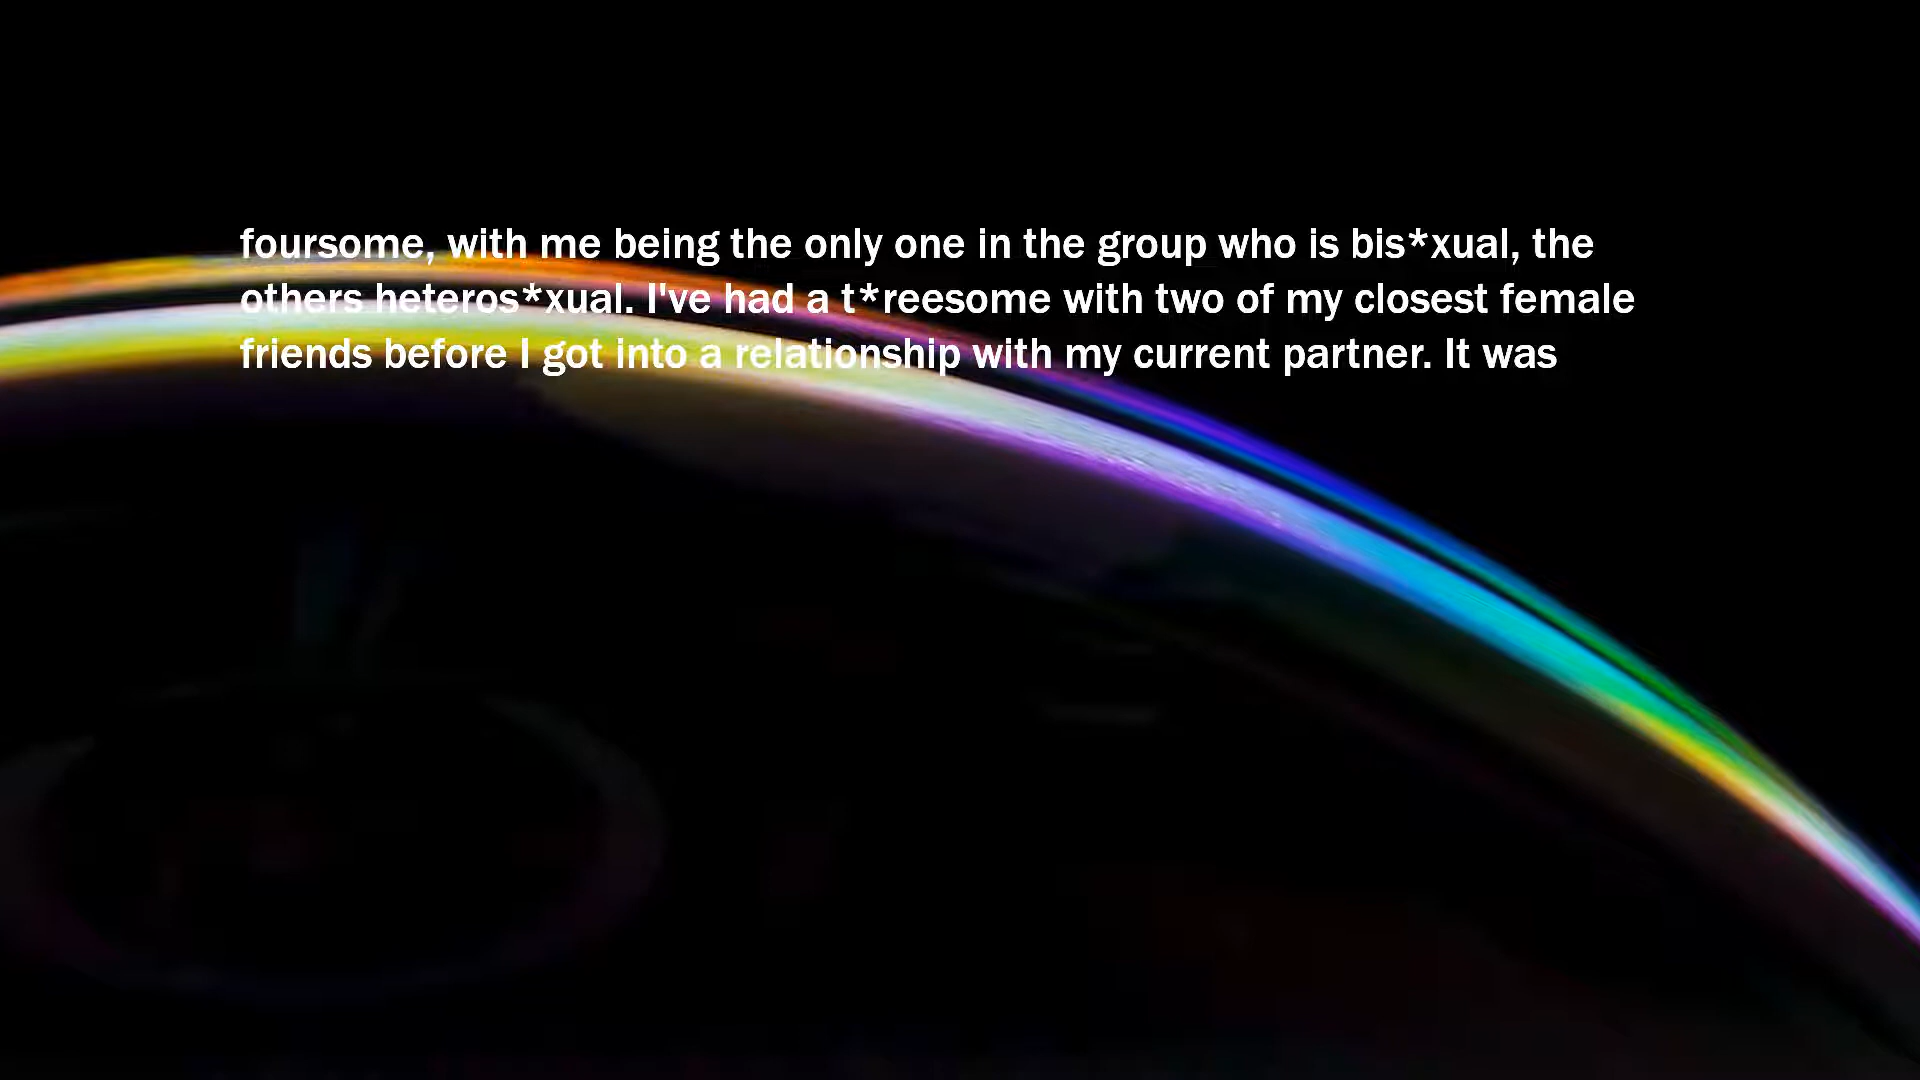 foursome, with me being the only one in the group who is bis*xual, the
others heteros*xual. I've had a t*reesome with two of my closest female
friends before I got into a relationship with my current partner. It was